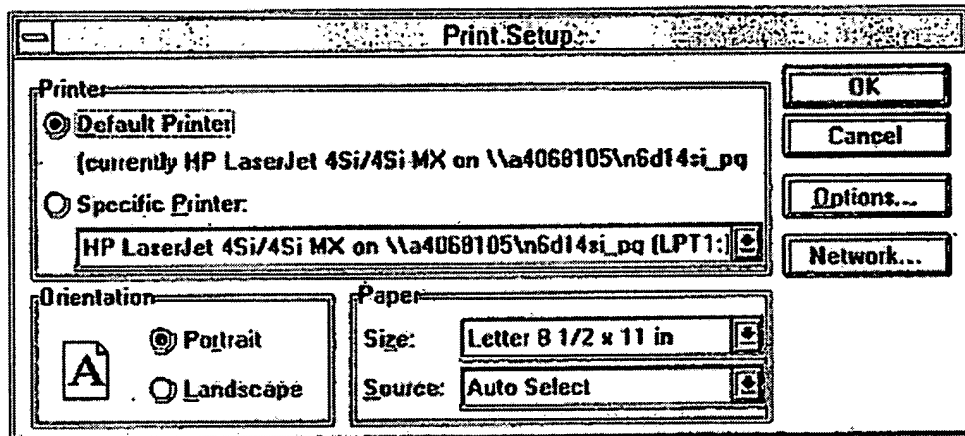 Print Setup
Printer
OK
Default Printer
Cancel
(currently HP LaserJet 4Si/4Si MX on \\a4068105\n6d14si_pq
Options...
Specific Printer:
HP LaserJet 4Si/4Si MX on \\a4068105\n6d14si_pq (LPT1:)
Network...
Orientation
Portrait
Landscape
A
Paper
Size:
Letter 8 1/2 x 11 in
Source:
Auto Select